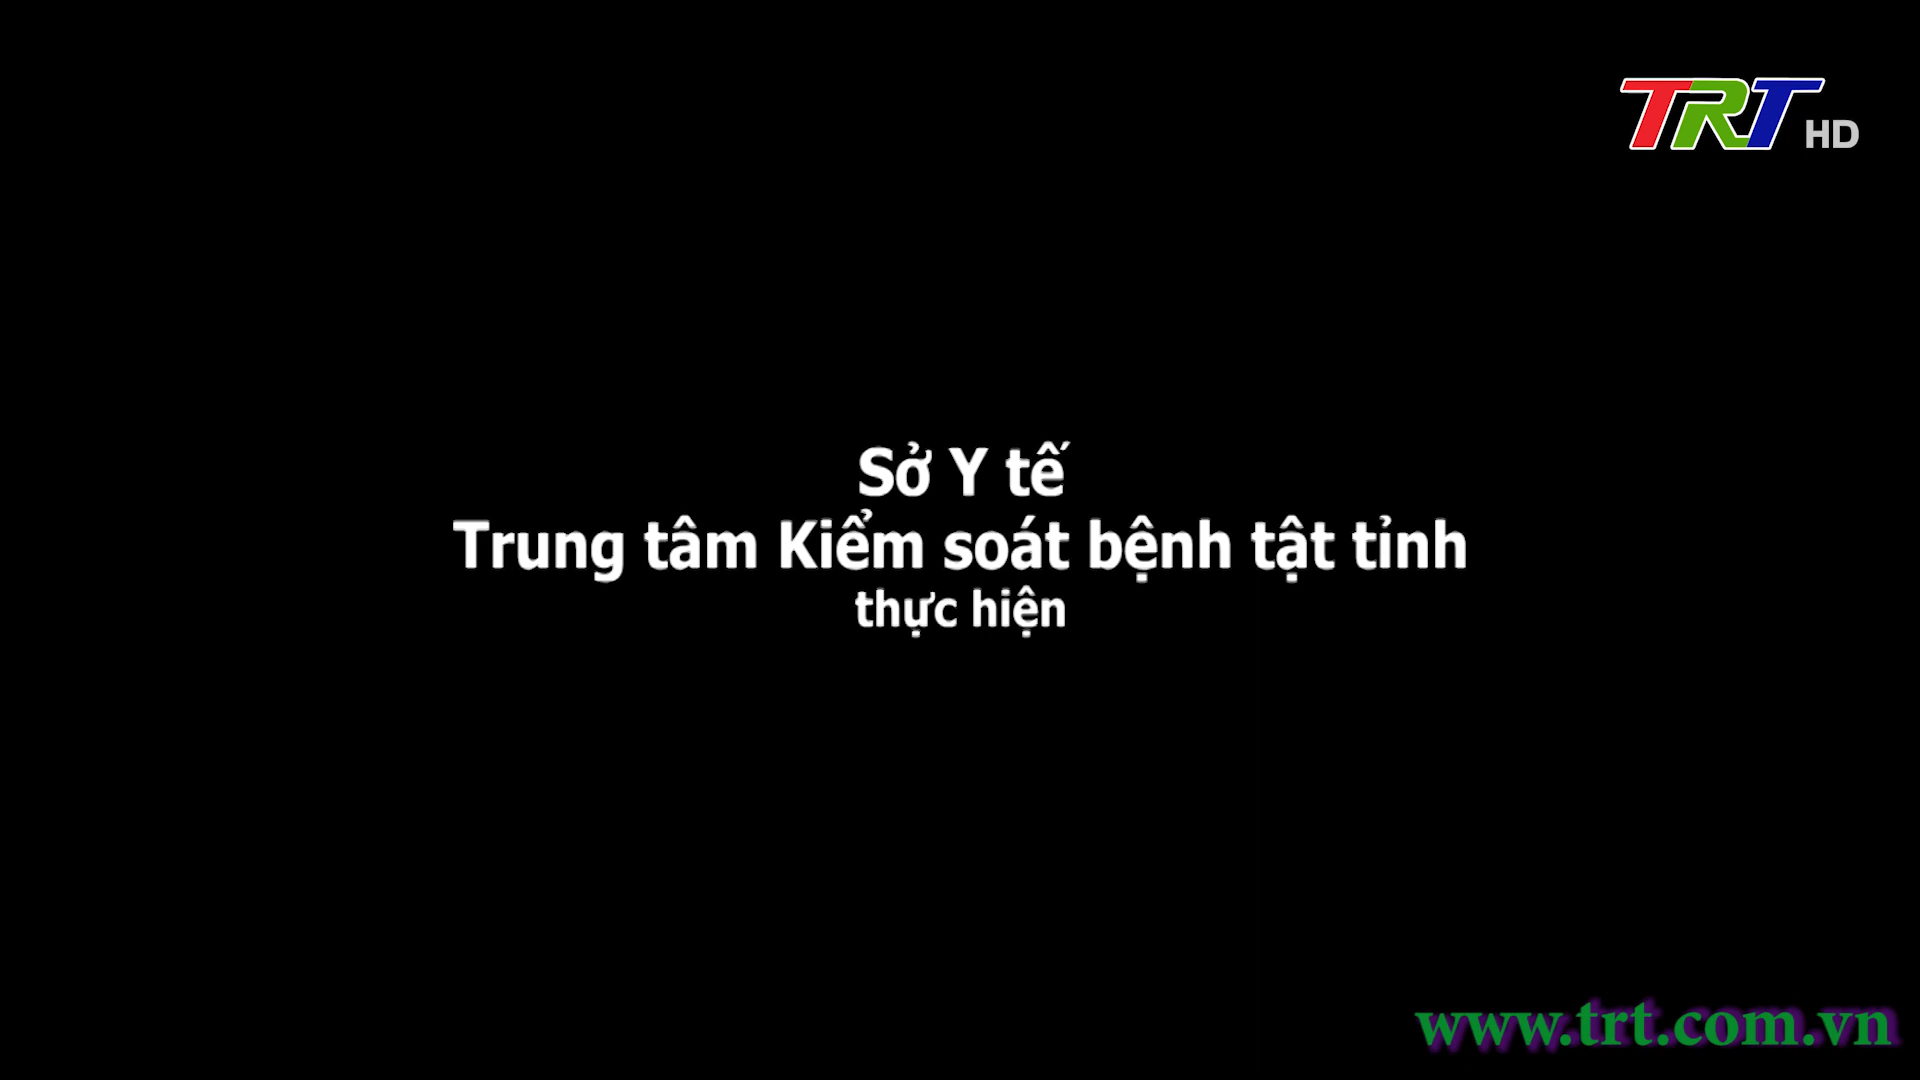 TRT HD
Sở Y tế
Trung tâm Kiểm soát bệnh tật tỉnh
thực hiện
www.trt.com.vn